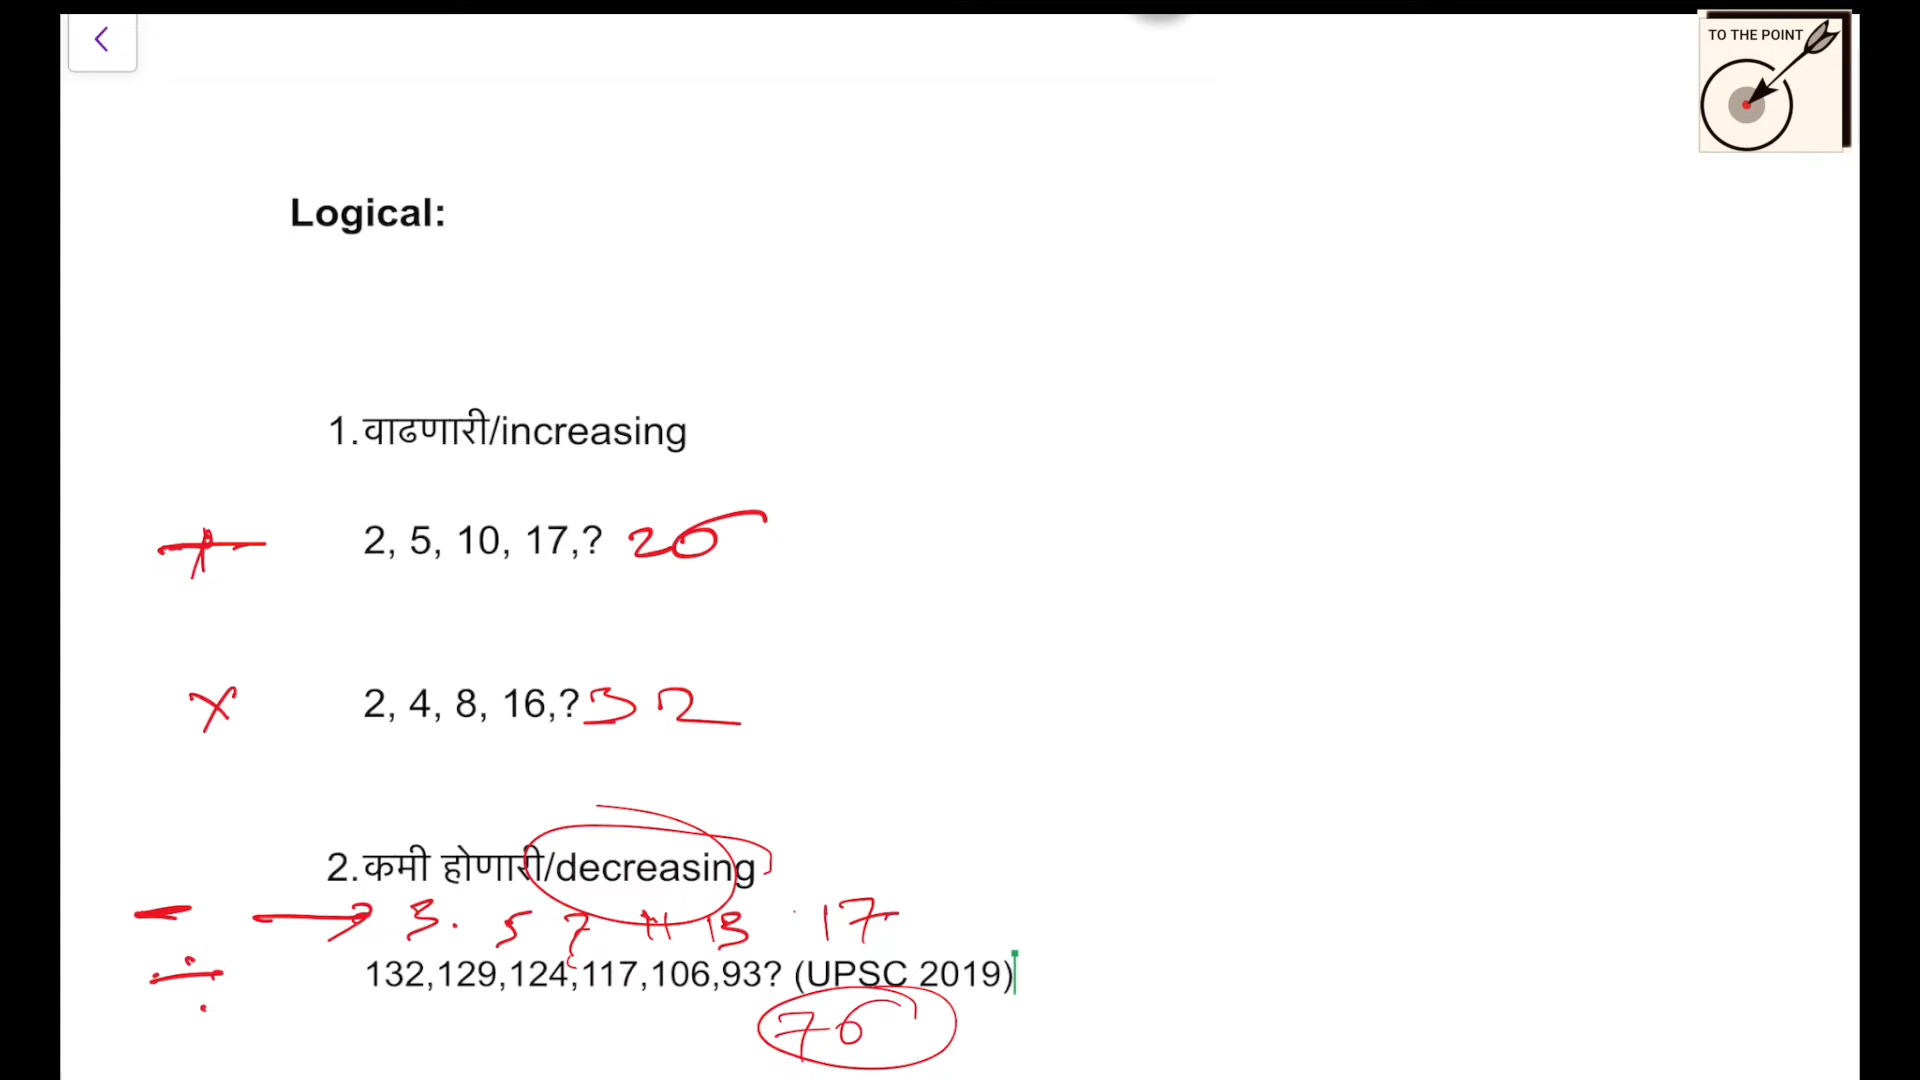 TO THE POINT
Logical:
1. वाढणारी/increasing
+ 2, 5, 10, 17,? 26
× 2, 4, 8, 16,? 32
2. कमी होणारी/decreasing
- → 3. 5 7 11 13 17
÷ 132,129,124,117,106,93? (UPSC 2019)
76